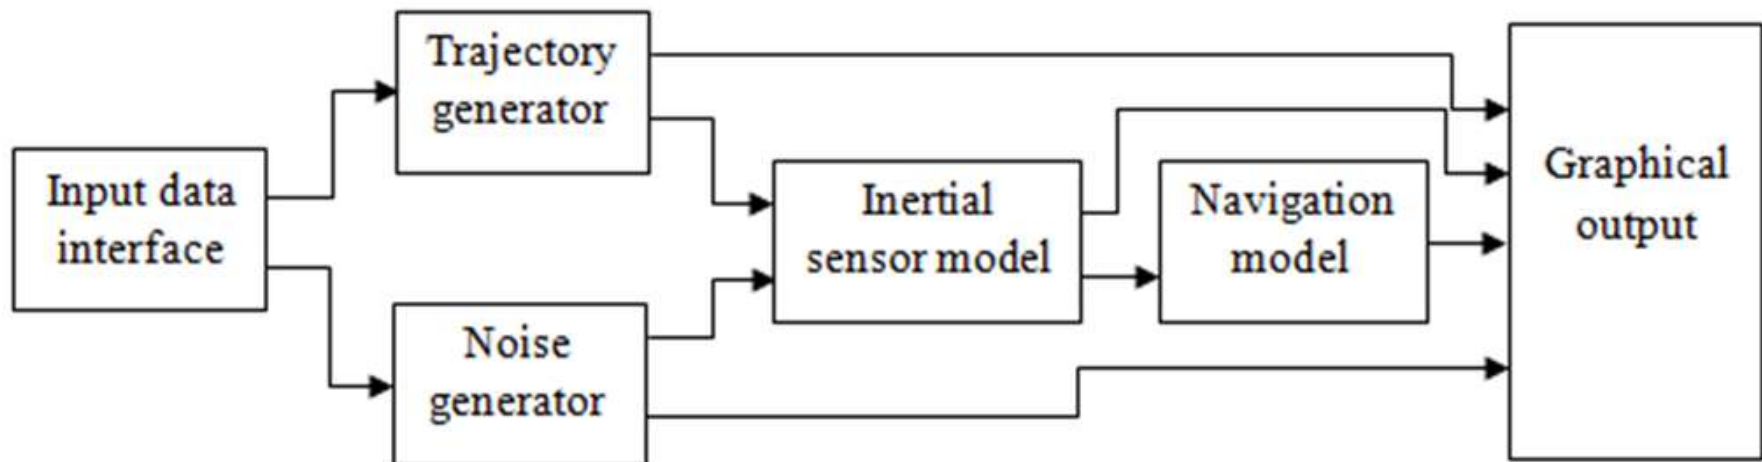 Trajectory
generator
Input data
interface
Inertial
sensor model
Navigation
model
Graphical
output
Noise
generator